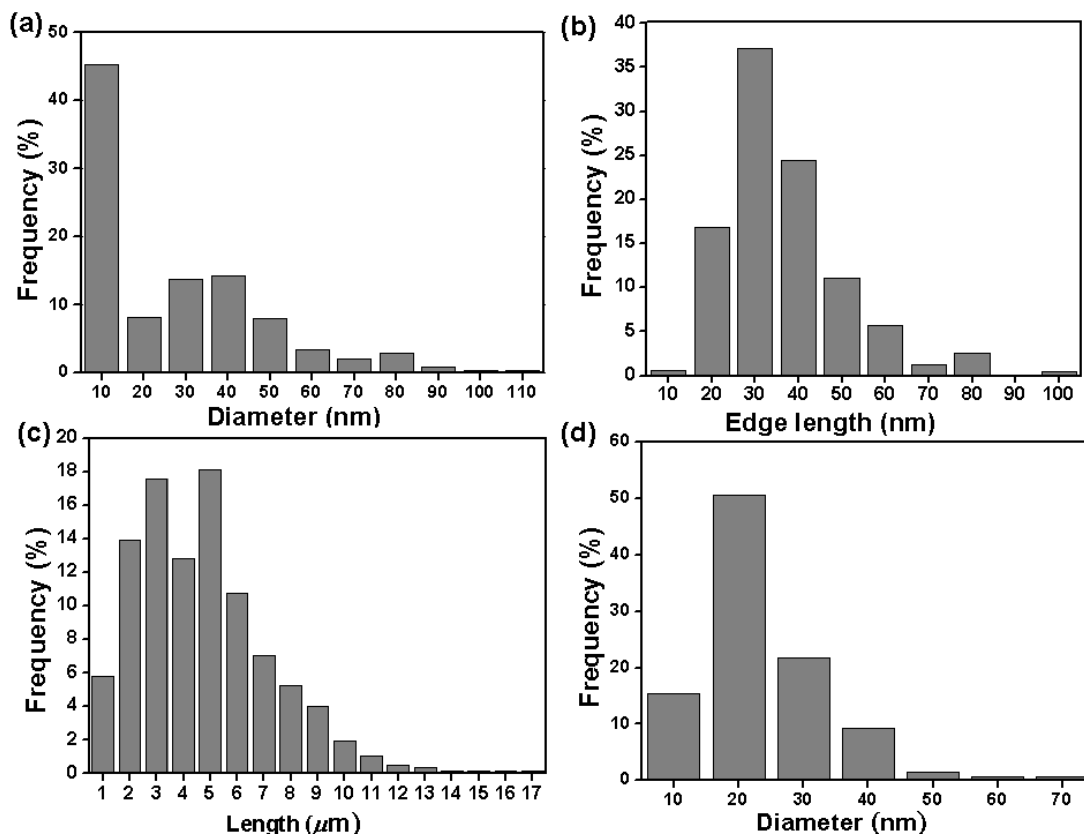 (a)
50
40
30
20
10
0
Frequency (%)
10 20 30 40 50 60 70 80 90 100 110
Diameter (nm)
(b)
40
35
30
25
20
15
10
5
0
Frequency (%)
10 20 30 40 50 60 70 80 90 100
Edge length (nm)
(c)
20
18
16
14
12
10
8
6
4
2
0
Frequency (%)
1 2 3 4 5 6 7 8 9 10 11 12 13 14 15 16 17
Length (μm)
(d)
60
50
40
30
20
10
0
Frequency (%)
10 20 30 40 50 60 70
Diameter (nm)